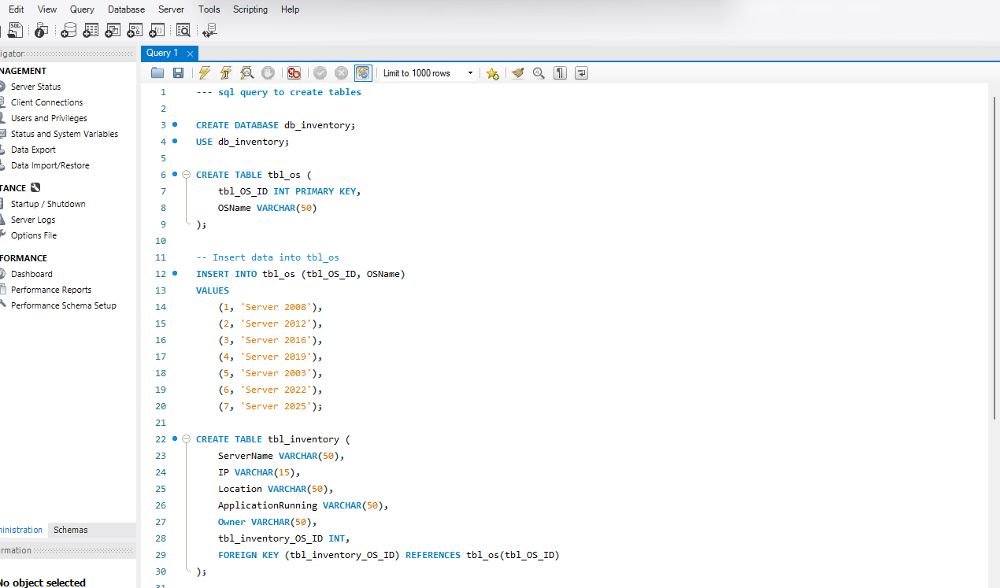 Edit View Query Database Server Tools Scripting Help
SQL
igator
Query 1
NAGEMENT
Server Status
Client Connections
Users and Privileges
Status and System Variables
Data Export
Data Import/Restore
TANCE
Startup / Shutdown
Server Logs
Options File
FORMANCE
Dashboard
Performance Reports
Performance Schema Setup
ninistration Schemas
rmation
No object selected
Limit to 1000 rows
1 --- sql query to create tables
2
3 CREATE DATABASE db_inventory;
4 USE db_inventory;
5
6 CREATE TABLE tbl_os (
7 tbl_OS_ID INT PRIMARY KEY,
8 OSName VARCHAR(50)
9 );
10
11 -- Insert data into tbl_os
12 INSERT INTO tbl_os (tbl_OS_ID, OSName)
13 VALUES
14 (1, 'Server 2008'),
15 (2, 'Server 2012'),
16 (3, 'Server 2016'),
17 (4, 'Server 2019'),
18 (5, 'Server 2003'),
19 (6, 'Server 2022'),
20 (7, 'Server 2025');
21
22 CREATE TABLE tbl_inventory (
23 ServerName VARCHAR(50),
24 IP VARCHAR(15),
25 Location VARCHAR(50),
26 ApplicationRunning VARCHAR(50),
27 Owner VARCHAR(50),
28 tbl_inventory_OS_ID INT,
29 FOREIGN KEY (tbl_inventory_OS_ID) REFERENCES tbl_os(tbl_OS_ID)
30 );
31